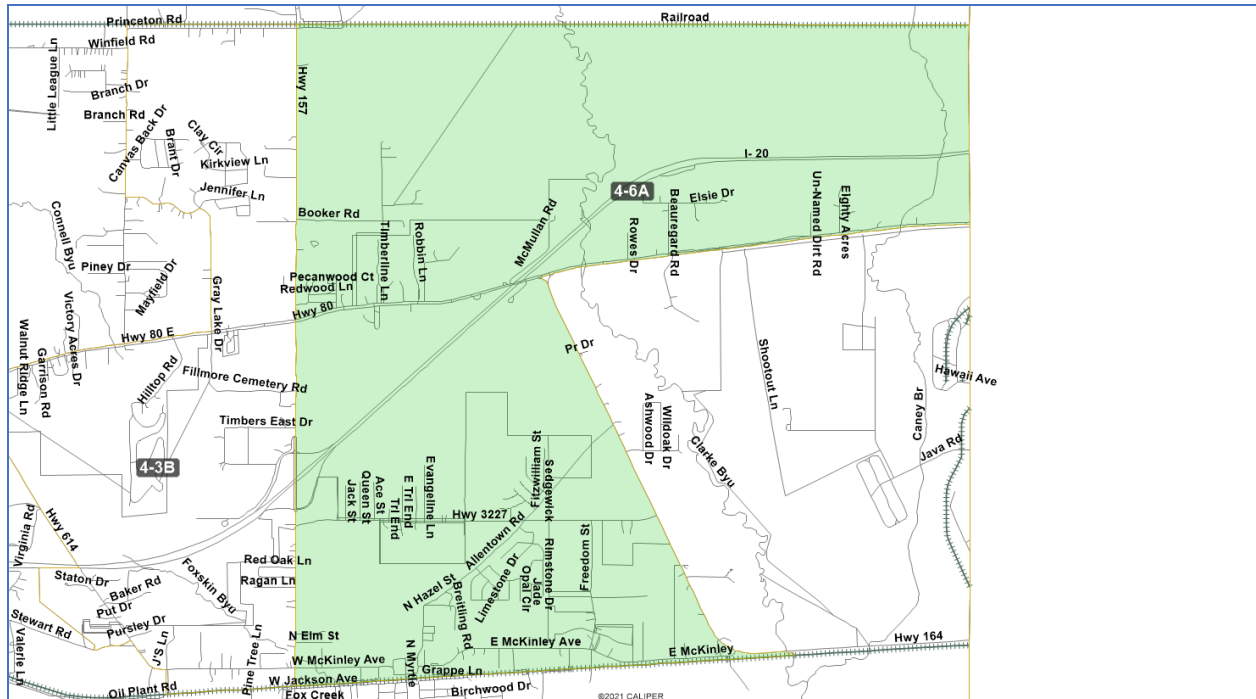 Princeton Rd
Railroad
Winfield Rd
Little League Ln
Branch Dr
Hwy 157
Branch Rd
Canvas Back Dr
Brant Dr
Clay Cir
Kirkview Ln
I- 20
4-6A
Jennifer Ln
Elsie Dr
Beauregard Rd
Un-Named Dirt Rd
Eighty Acres
Booker Rd
Connell Byu
Timberline Ln
Robbin Ln
McMullan Rd
Rowes Dr
Piney Dr
Mayfield Dr
Gray Lake Dr
Pecanwood Ct
Redwood Ln
Hwy 80
Victory Acres Dr
Hwy 80 E
Walnut Ridge Ln
Garrison Rd
Hilltop Rd
Fillmore Cemetery Rd
Pr Dr
Shootout Ln
Hawaii Ave
Caney Br
Timbers East Dr
Ashwood Dr
Wildoak Dr
Clarke Byu
Java Rd
4-3B
Jack St
Queen St
Ace St
Trl End
E Trl End
Evangeline Ln
Fitzwilliam St
Sedgewick
Hwy 3227
Hwy 614
Virginia Rd
Allentown Rd
Rimstone Dr
Freedom St
Red Oak Ln
Ragan Ln
Foxskin Byu
Staton Dr
Baker Rd
Put Dr
Pursley Dr
Stewart Rd
N Hazel St
Breitling Rd
Limestone Dr
Opal Cir
Jade
Valerie Ln
J'S Ln
Pine Tree Ln
N Elm St
W McKinley Ave
N Myrtle
E McKinley Ave
E McKinley
Hwy 164
Grappe Ln
W Jackson Ave
Oil Plant Rd
Fox Creek
Birchwood Dr
©2021 CALIPER